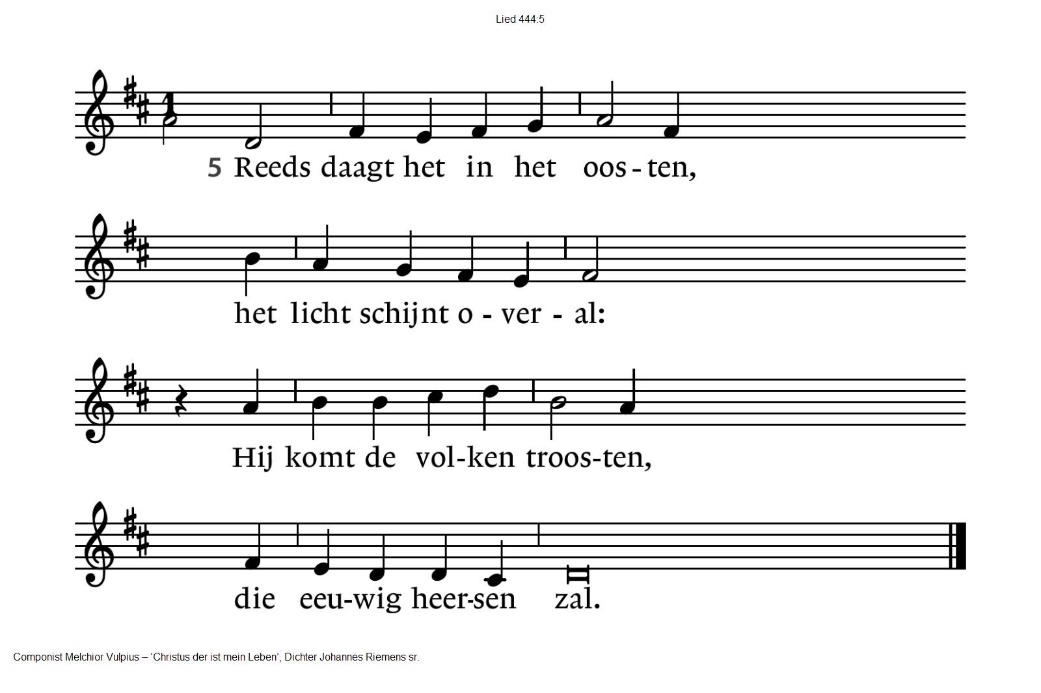 Lied 444:5
1
5 Reeds daagt het in het oos - ten,
het licht schijnt o - ver - al:
Hij komt de vol-ken troos-ten,
die eeu-wig heer-sen zal.
Componist Melchior Vulpius – 'Christus der ist mein Leben', Dichter Johannes Riemens sr.